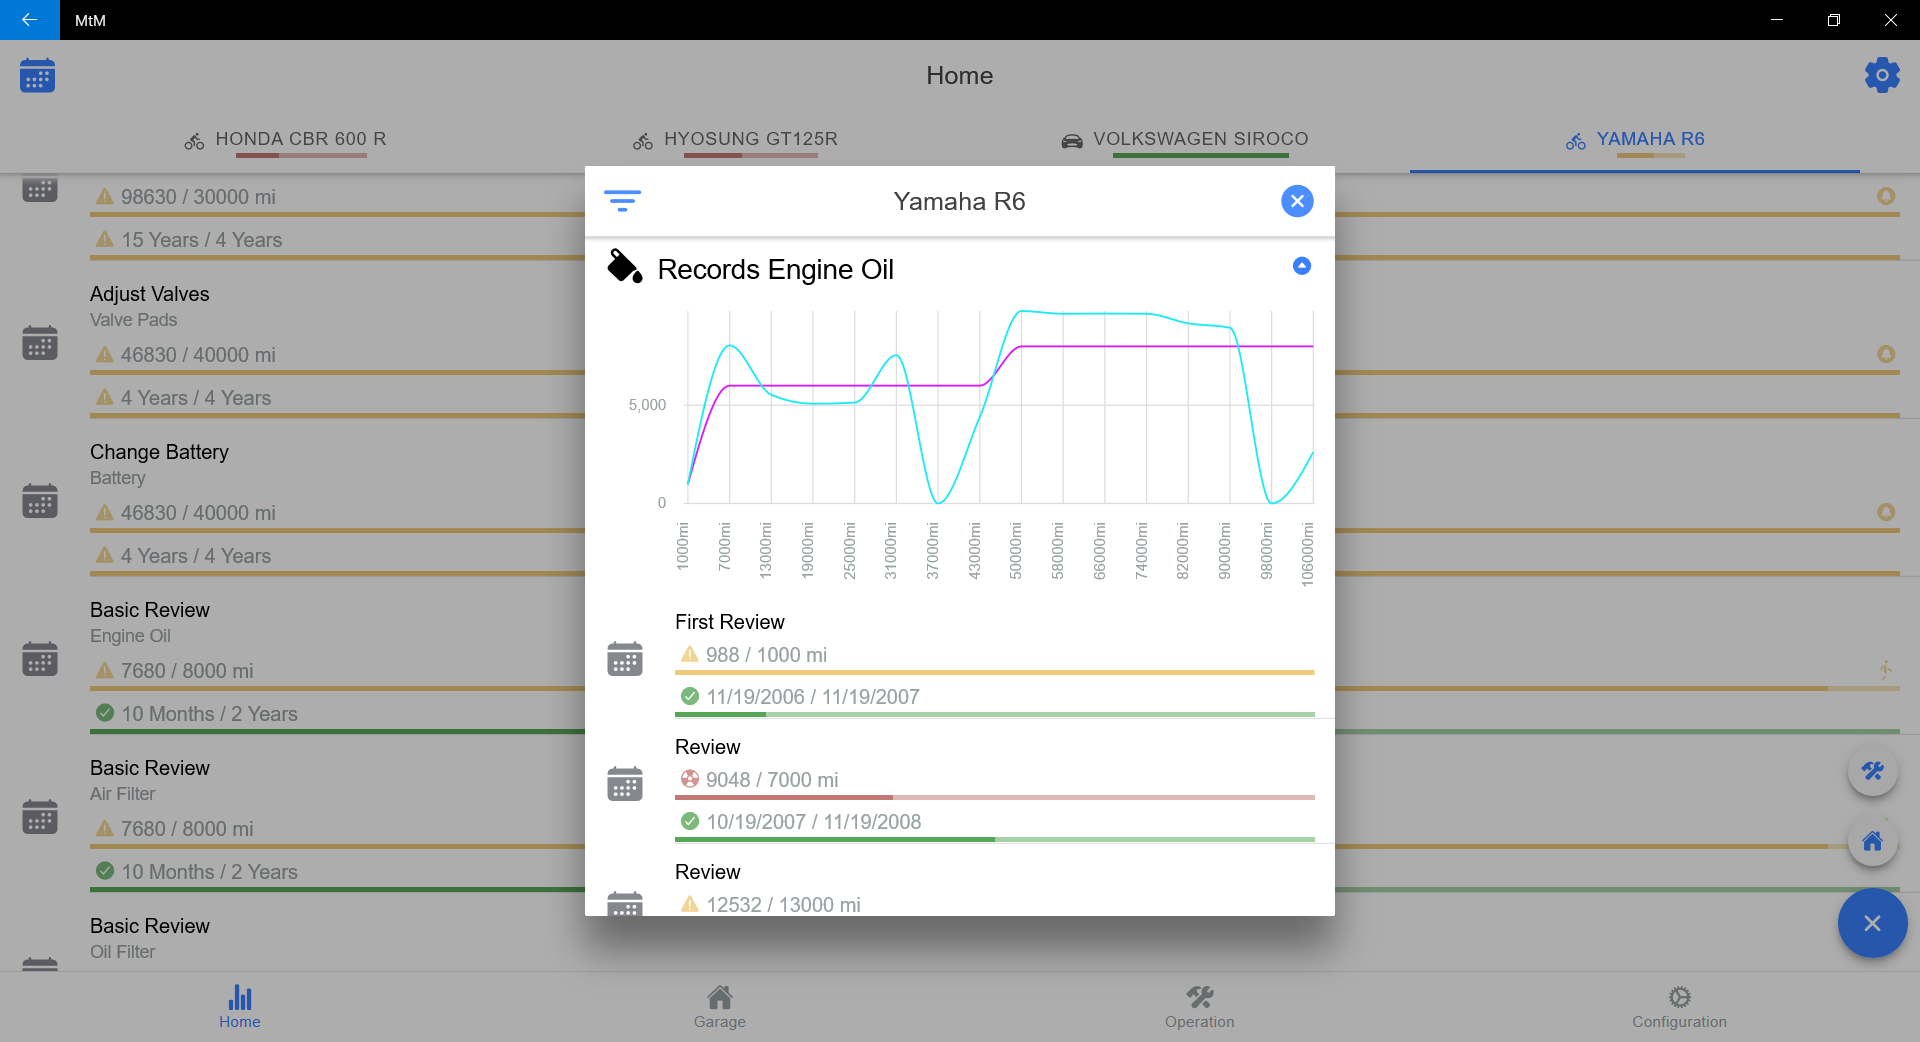 MtM
Home
HONDA CBR 600 R
HYOSUNG GT125R
VOLKSWAGEN SIROCO
YAMAHA R6
98630 / 30000 mi
15 Years / 4 Years
Adjust Valves
Valve Pads
46830 / 40000 mi
4 Years / 4 Years
Change Battery
Battery
46830 / 40000 mi
4 Years / 4 Years
Basic Review
Engine Oil
7680 / 8000 mi
10 Months / 2 Years
Basic Review
Air Filter
7680 / 8000 mi
10 Months / 2 Years
Basic Review
Oil Filter
Yamaha R6
Records Engine Oil
5,000
0
1000mi
7000mi
13000mi
19000mi
25000mi
31000mi
37000mi
43000mi
50000mi
58000mi
66000mi
74000mi
82000mi
90000mi
98000mi
106000mi
First Review
988 / 1000 mi
11/19/2006 / 11/19/2007
Review
9048 / 7000 mi
10/19/2007 / 11/19/2008
Review
12532 / 13000 mi
Home
Garage
Operation
Configuration